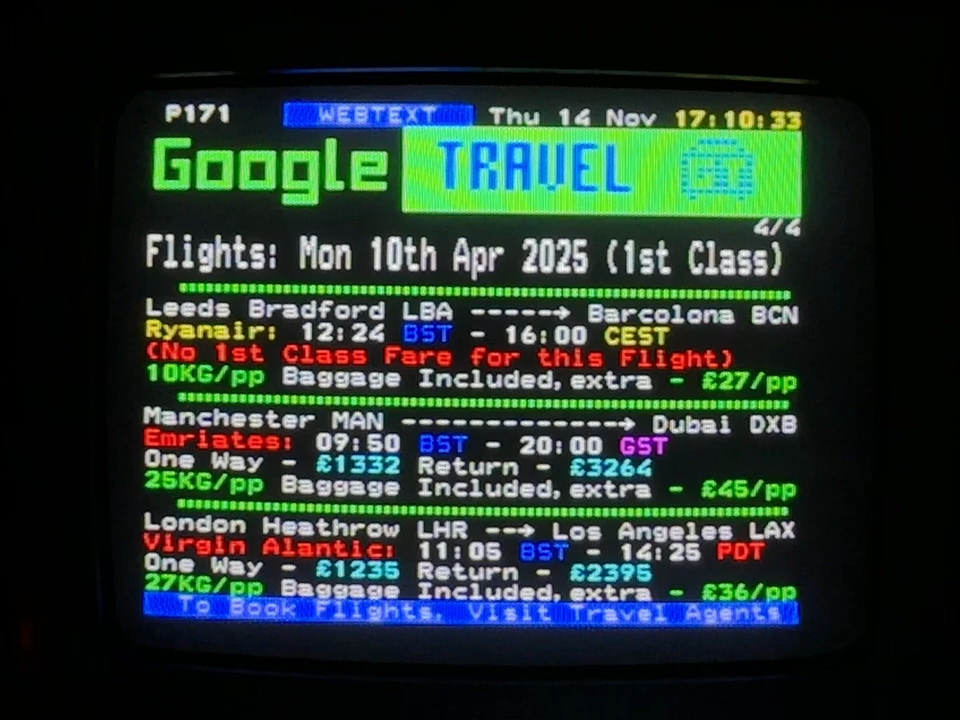 P171 WEBTEXT Thu 14 Nov 17:10:33
Google TRAVEL
4/4
Flights: Mon 10th Apr 2025 (1st Class)
Leeds Bradford LBA -----→ Barcolona BCN
Ryanair: 12:24 BST - 16:00 CEST
(No 1st Class Fare for this Flight)
10KG/pp Baggage Included, extra - £27/pp
Manchester MAN -------------→ Dubai DXB
Emriates: 09:50 BST - 20:00 GST
One Way - £1332 Return - £3264
25KG/pp Baggage Included, extra - £45/pp
London Heathrow LHR --→ Los Angeles LAX
Virgin Alantic: 11:05 BST - 14:25 PDT
One Way - £1235 Return - £2395
27KG/pp Baggage Included, extra - £36/pp
To Book Flights, Visit Travel Agents